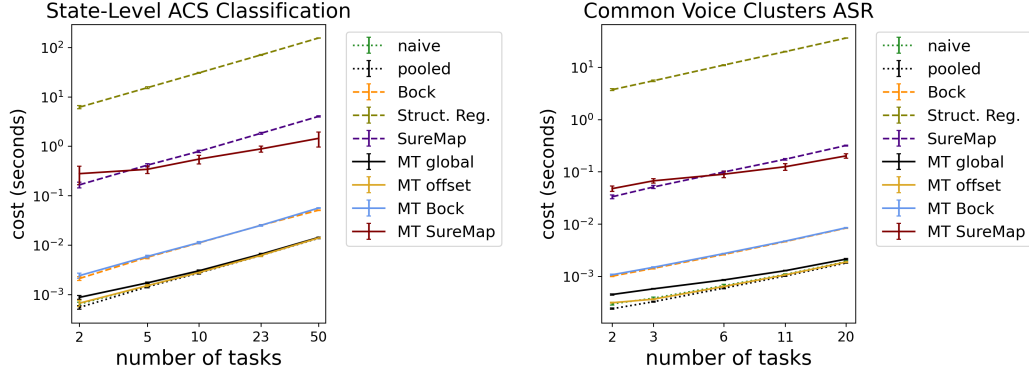 State-Level ACS Classification
cost (seconds)
10²
10¹
10⁰
10⁻¹
10⁻²
10⁻³
2 5 10 23 50
number of tasks
naive
pooled
Bock
Struct. Reg.
SureMap
MT global
MT offset
MT Bock
MT SureMap
Common Voice Clusters ASR
cost (seconds)
10¹
10⁰
10⁻¹
10⁻²
10⁻³
2 3 6 11 20
number of tasks
naive
pooled
Bock
Struct. Reg.
SureMap
MT global
MT offset
MT Bock
MT SureMap